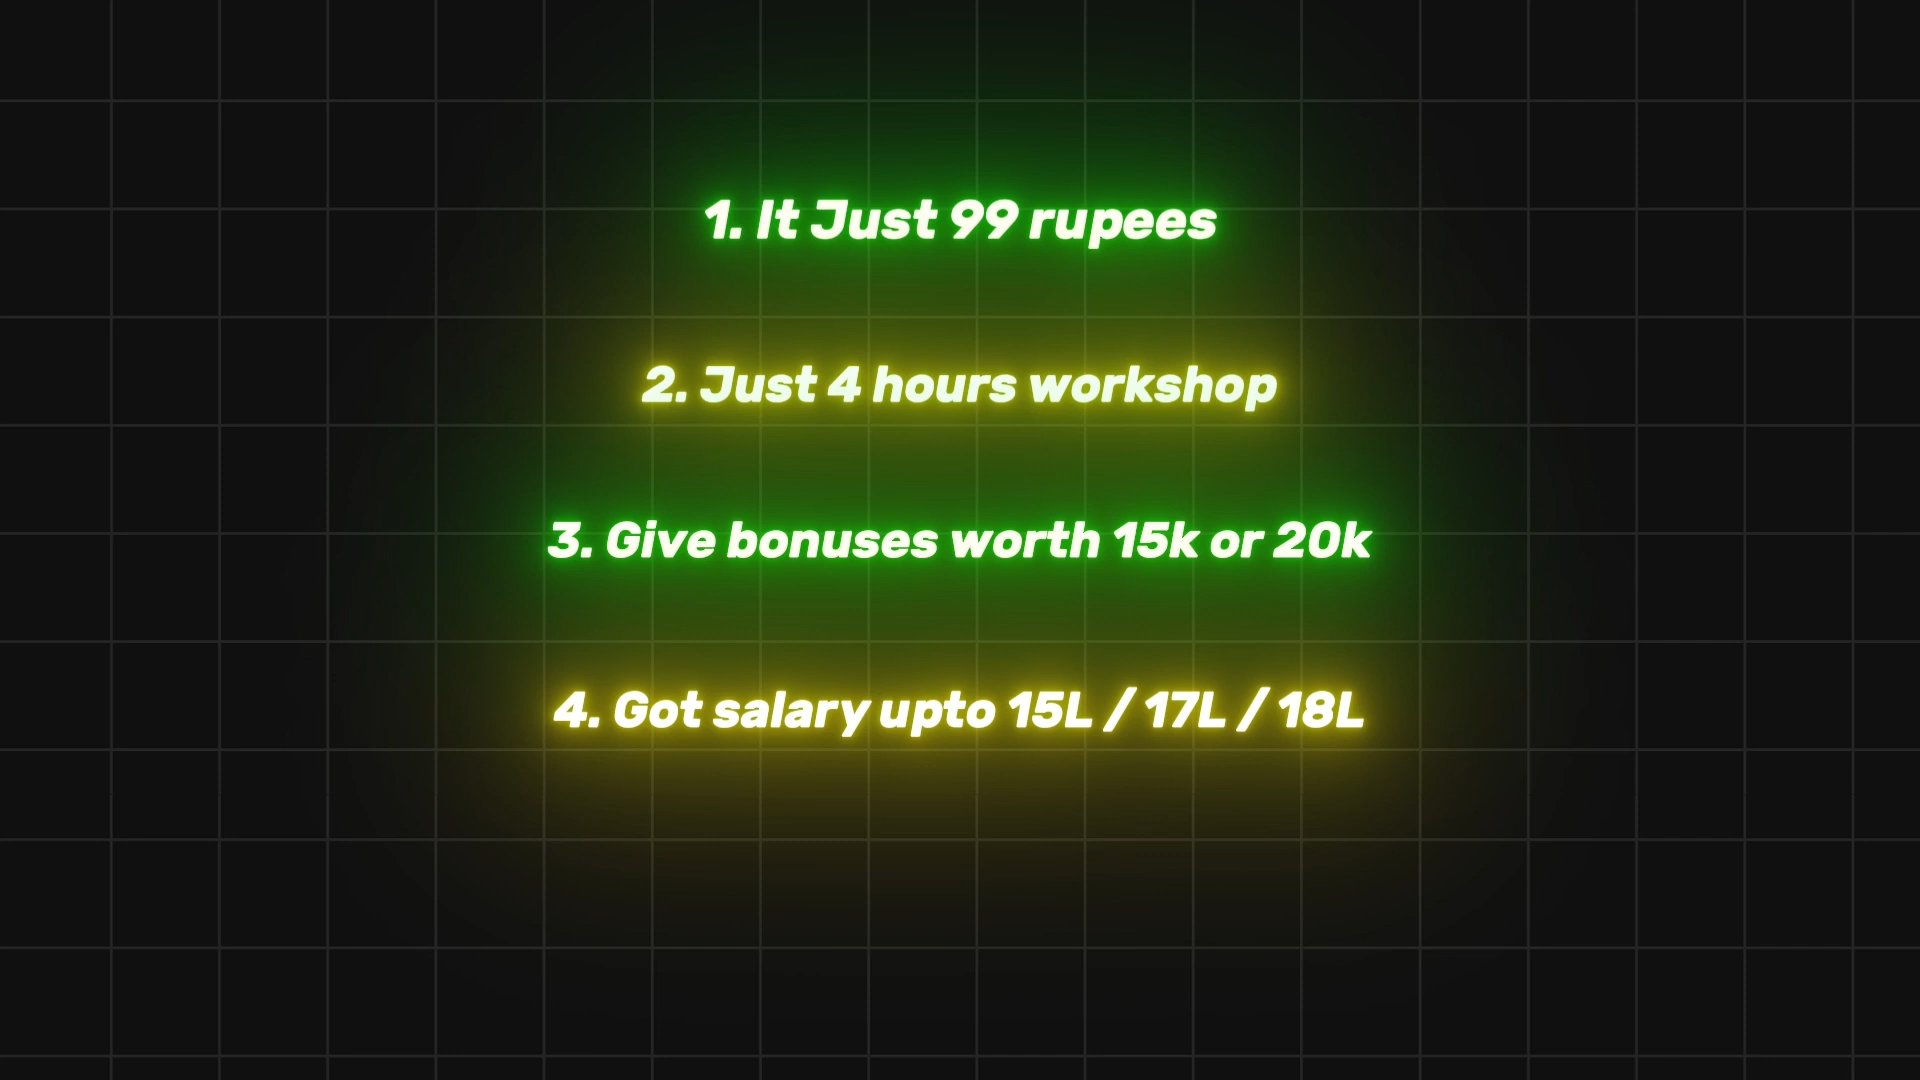 1. It Just 99 rupees
2. Just 4 hours workshop
3. Give bonuses worth 15k or 20k
4. Got salary upto 15L / 17L / 18L